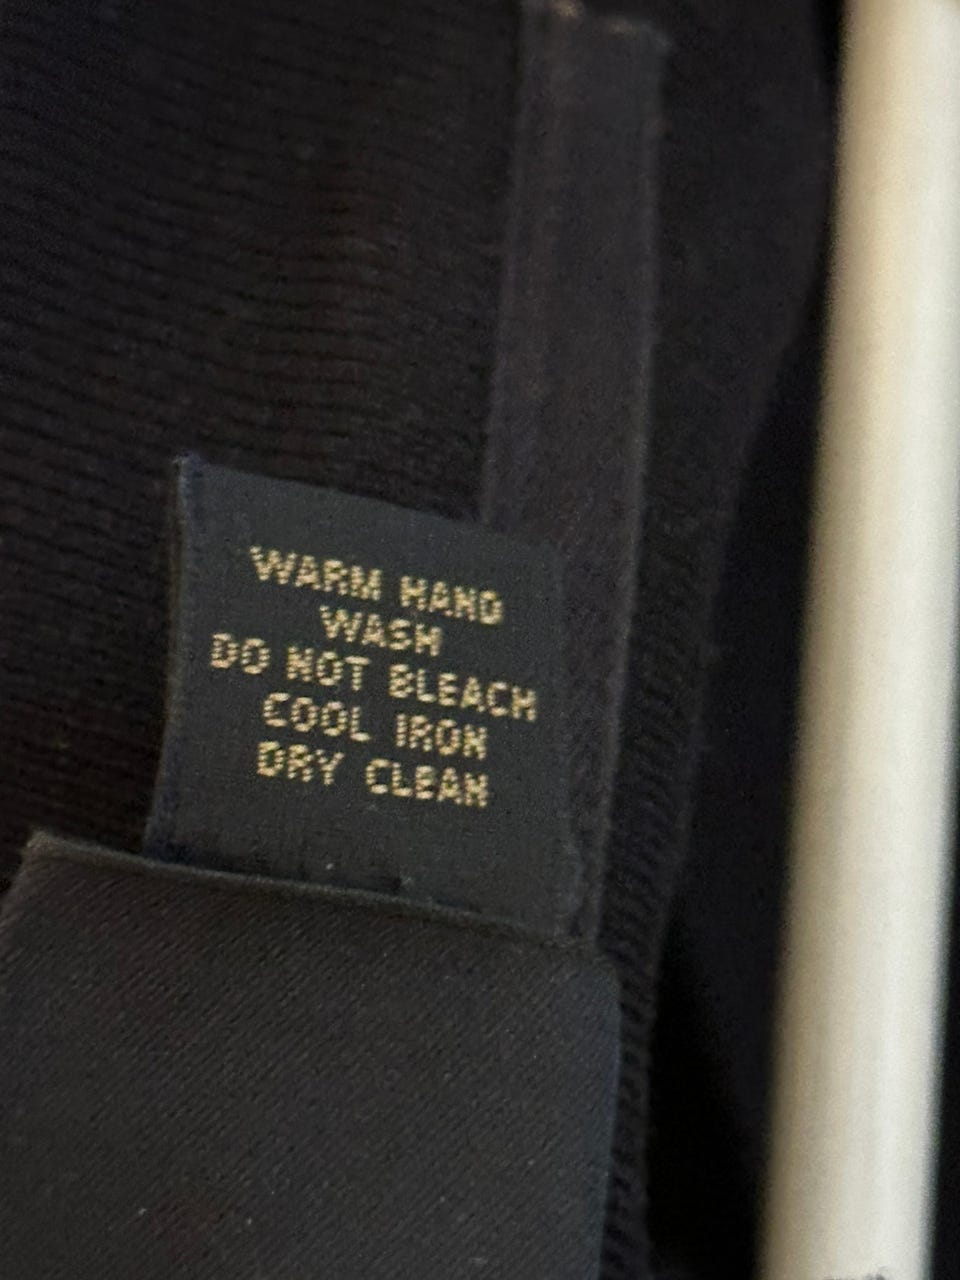 WARM HAND
WASH
DO NOT BLEACH
COOL IRON
DRY CLEAN